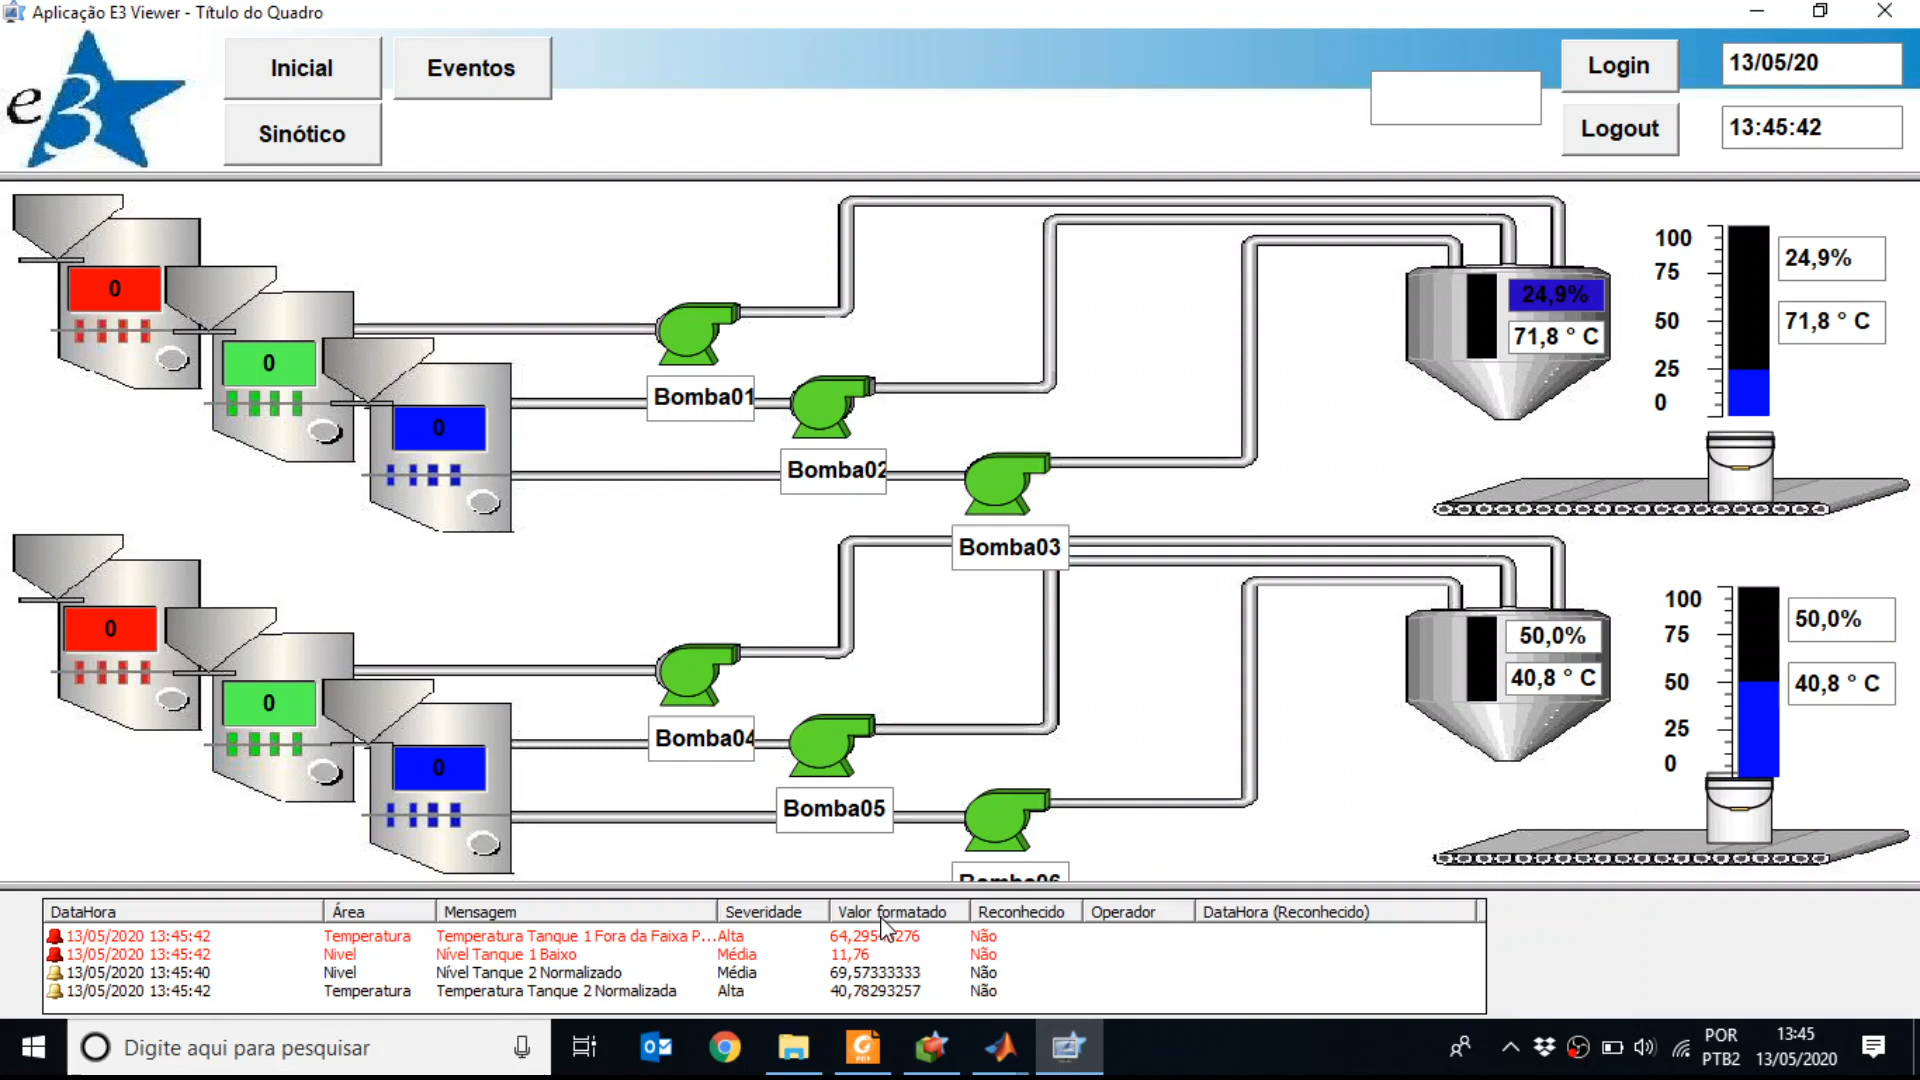 Aplicação E3 Viewer - Título do Quadro
e3
Inicial
Eventos
Sinótico
Login
Logout
13/05/20
13:45:42
0
0
0
Bomba01
Bomba02
Bomba03
24,9%
71,8 ° C
100
75
50
25
0
24,9%
71,8 ° C
0
0
0
Bomba04
Bomba05
Bomba06
50,0%
40,8 ° C
100
75
50
25
0
50,0%
40,8 ° C
DataHora Área Mensagem Severidade Valor formatado Reconhecido Operador DataHora (Reconhecido)
13/05/2020 13:45:42 Temperatura Temperatura Tanque 1 Fora da Faixa P... Alta Não
13/05/2020 13:45:42 Nivel Nível Tanque 1 Baixo Média 11,76 Não
13/05/2020 13:45:40 Nivel Nível Tanque 2 Normalizado Média 69,57333333 Não
13/05/2020 13:45:42 Temperatura Temperatura Tanque 2 Normalizada Alta 40,78293257 Não
Digite aqui para pesquisar
POR
PTB2
13:45
13/05/2020